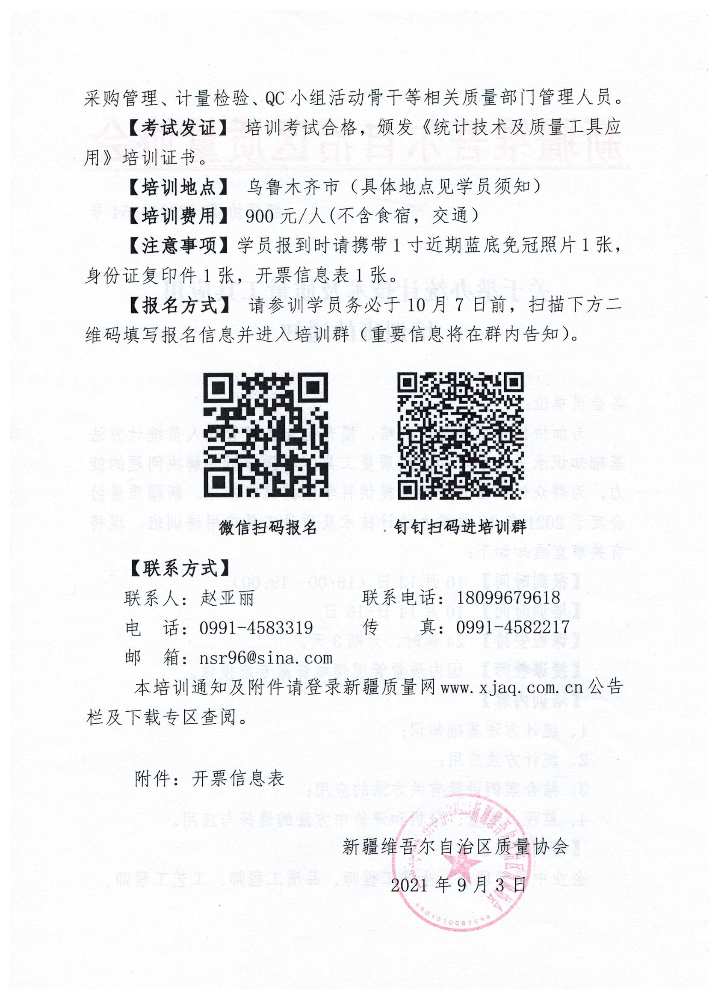 采购管理、计量检验、QC 小组活动骨干等相关质量部门管理人员。
【考试发证】 培训考试合格，颁发《统计技术及质量工具应
用》培训证书。
【培训地点】 乌鲁木齐市（具体地点见学员须知）
【培训费用】 900 元/人(不含食宿，交通）
【注意事项】学员报到时请携带 1 寸近期蓝底免冠照片 1 张，
身份证复印件 1 张，开票信息表 1 张。
【报名方式】 请参训学员务必于 10 月 7 日前，扫描下方二
维码填写报名信息并进入培训群（重要信息将在群内告知）。
微信扫码报名 钉钉扫码进培训群
【联系方式】
联系人：赵亚丽 联系电话：18099679618
电 话：0991-4583319 传 真：0991-4582217
邮 箱：nsr96@sina.com
本培训通知及附件请登录新疆质量网 www.xjaq.com.cn 公告
栏及下载专区查阅。
附件：开票信息表
新疆维吾尔自治区质量协会
2021 年 9 月 3 日
新疆维吾尔自治区质量协会